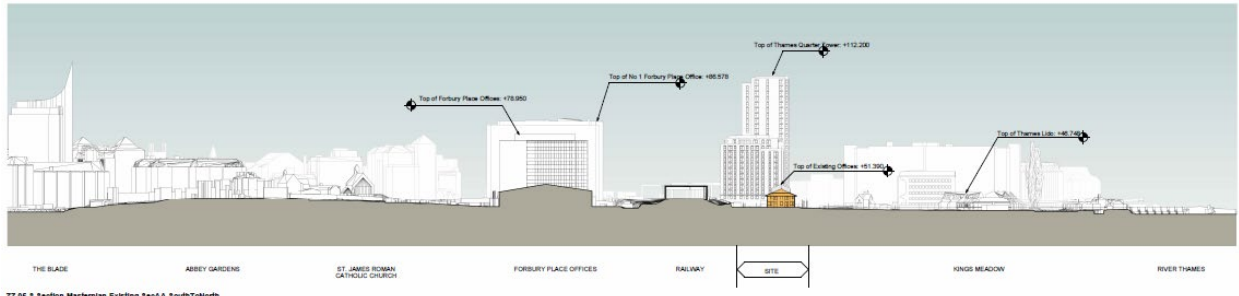 Top of Thames Quarter Tower: +112.200
Top of No 1 Forbury Place Office: +86.578
Top of Forbury Place Offices: +78.950
Top of Thames Lido: +46.749
Top of Existing Offices: +51.390
THE BLADE
ABBEY GARDENS
ST. JAMES ROMAN
CATHOLIC CHURCH
FORBURY PLACE OFFICES
RAILWAY
SITE
KINGS MEADOW
RIVER THAMES